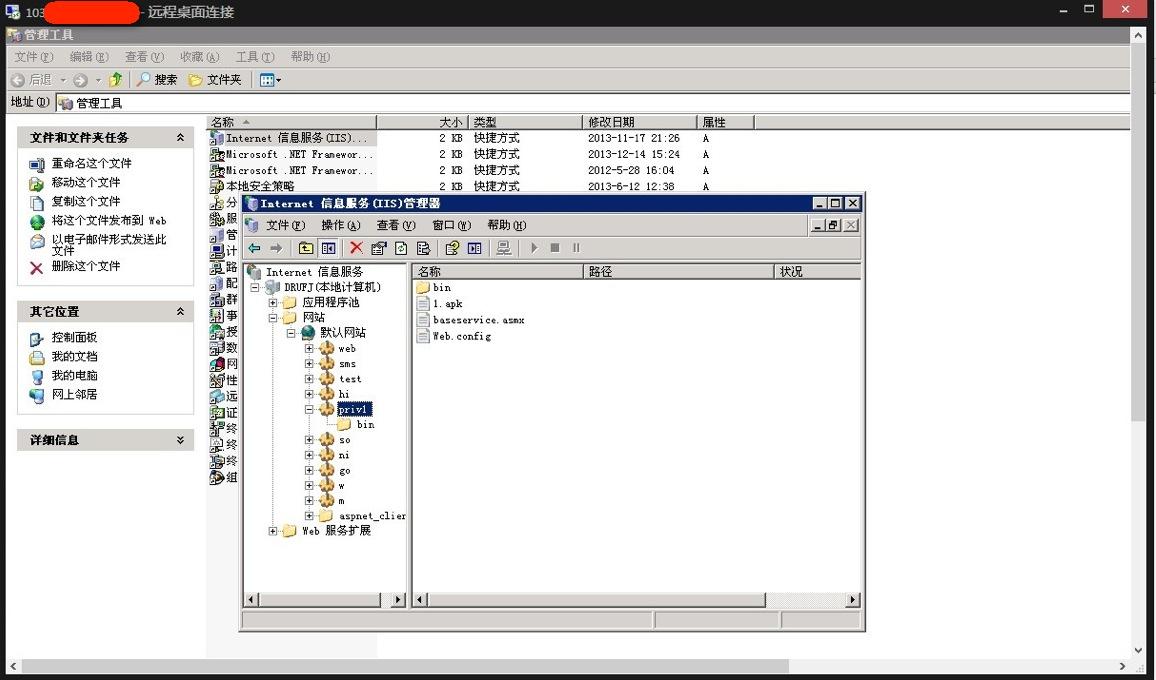 103
- 远程桌面连接
管理工具
文件(F) 编辑(E) 查看(V) 收藏(A) 工具(T) 帮助(H)
后退 搜索 文件夹
地址(D) 管理工具
文件和文件夹任务
重命名这个文件
移动这个文件
复制这个文件
将这个文件发布到 Web
以电子邮件形式发送此
文件
删除这个文件
其它位置
控制面板
我的文档
我的电脑
网上邻居
详细信息
名称 大小 类型 修改日期 属性
Internet 信息服务(IIS)... 2 KB 快捷方式 2013-11-17 21:26 A
Microsoft .NET Framewor... 2 KB 快捷方式 2013-12-14 15:24 A
Microsoft .NET Framewor... 2 KB 快捷方式 2012-5-28 16:04 A
本地安全策略 2 KB 快捷方式 2013-6-12 12:38 A
分
服
管
计
路
配
群
事
授
数
网
性
远
证
终
终
终
组
Internet 信息服务(IIS)管理器
文件(F) 操作(A) 查看(V) 窗口(W) 帮助(H)
Internet 信息服务
DRUFJ(本地计算机)
应用程序池
网站
默认网站
web
sms
test
hi
priv1
bin
so
ni
go
w
m
aspnet_clier
Web 服务扩展
名称 路径 状况
bin
1.apk
baseservice.asmx
Web.config